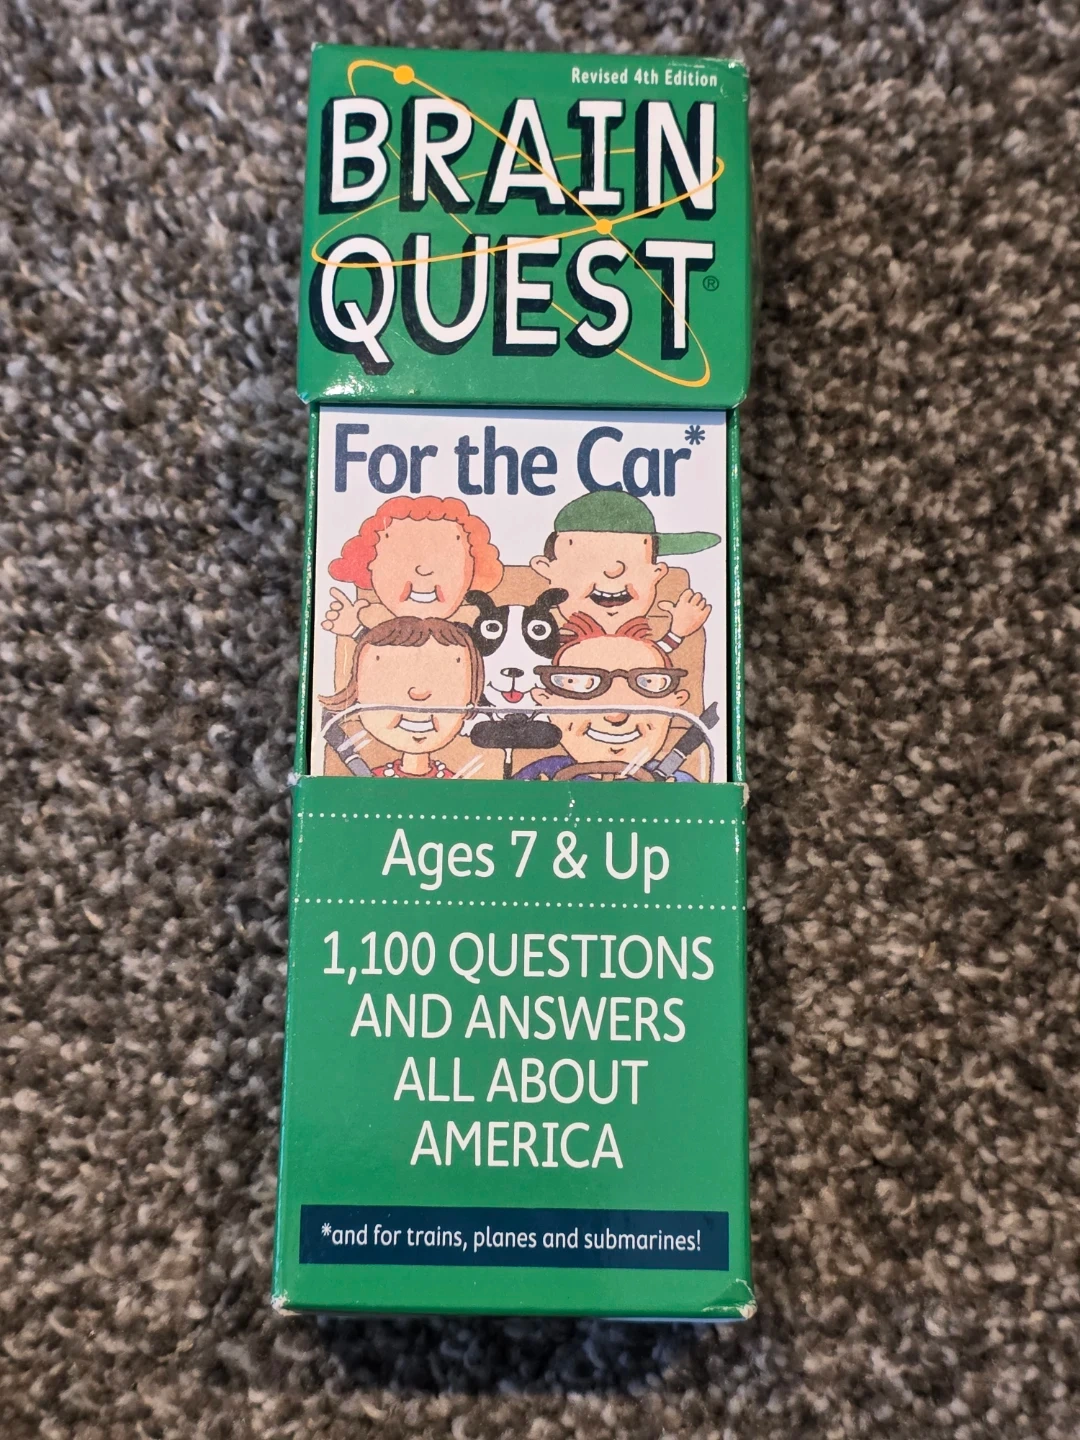 Revised 4th Edition
BRAIN
QUEST®
For the Car*
Ages 7 & Up
1,100 QUESTIONS
AND ANSWERS
ALL ABOUT
AMERICA
*and for trains, planes and submarines!